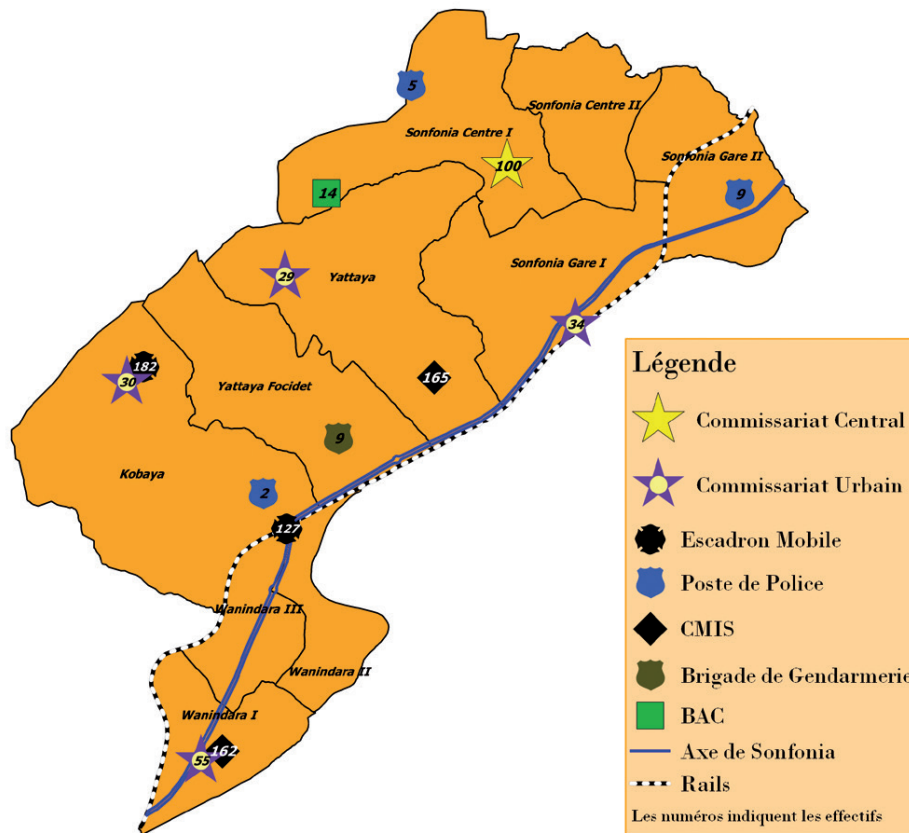 5
Sonfonia Centre II
Sonfonia Centre I
Sonfonia Gare II
100
14
9
29
Yattaya
Sonfonia Gare I
34
182
30
165
Yattaya Focidet
9
Kobaya
2
127
Wanindara III
Wanindara II
Wanindara I
162
55
Légende
Commissariat Central
Commissariat Urbain
Escadron Mobile
Poste de Police
CMIS
Brigade de Gendarmerie
BAC
Axe de Sonfonia
Rails
Les numéros indiquent les effectifs